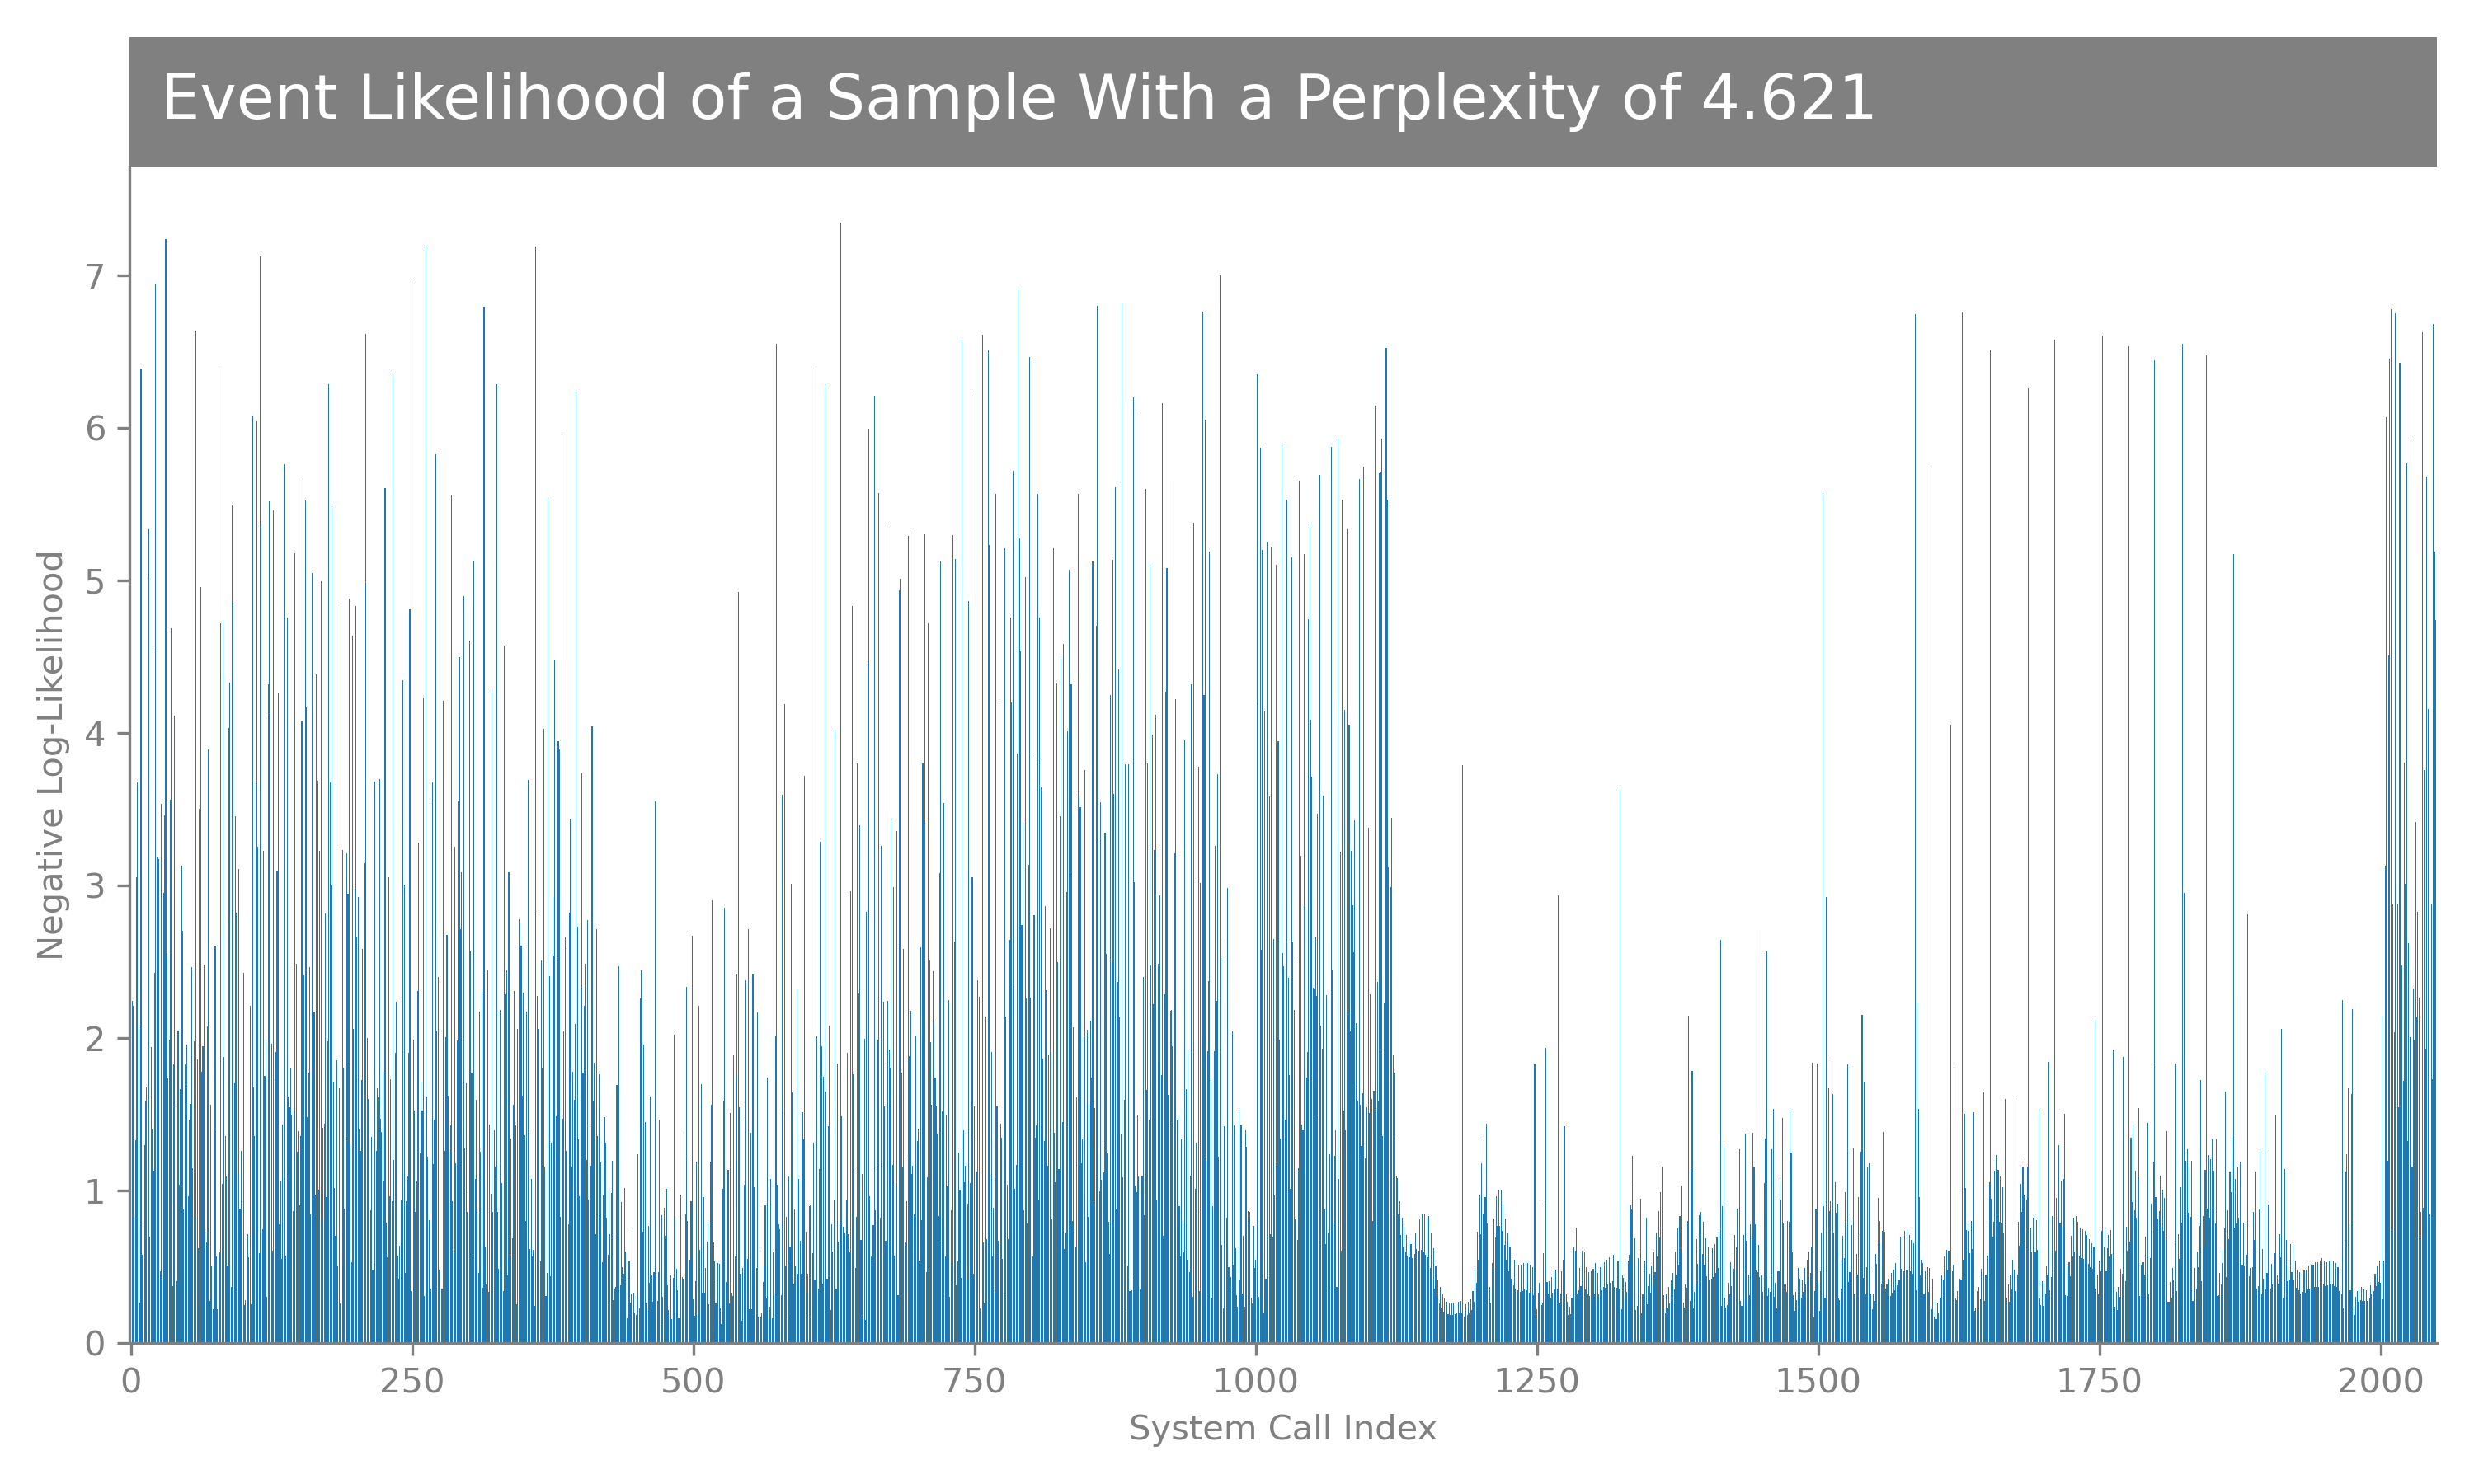 Event Likelihood of a Sample With a Perplexity of 4.621
7
6
5
4
3
2
1
0
Negative Log-Likelihood
0 250 500 750 1000 1250 1500 1750 2000
System Call Index